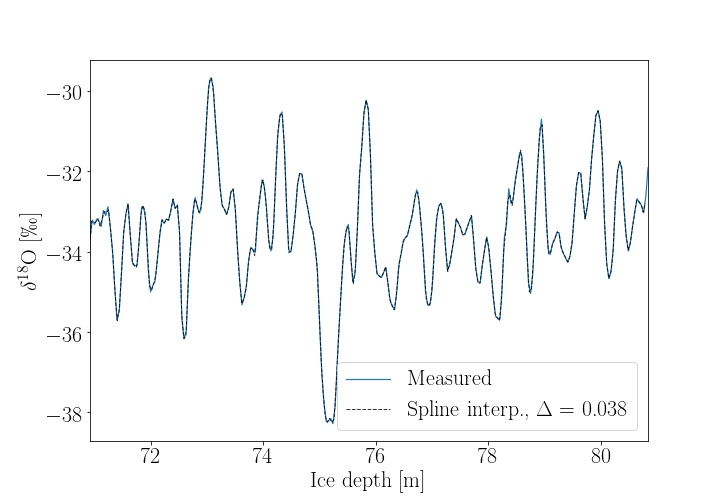 −30
−32
−34
−36
−38
δ¹⁸O [‰]
72
74
76
78
80
Ice depth [m]
Measured
Spline interp., Δ = 0.038